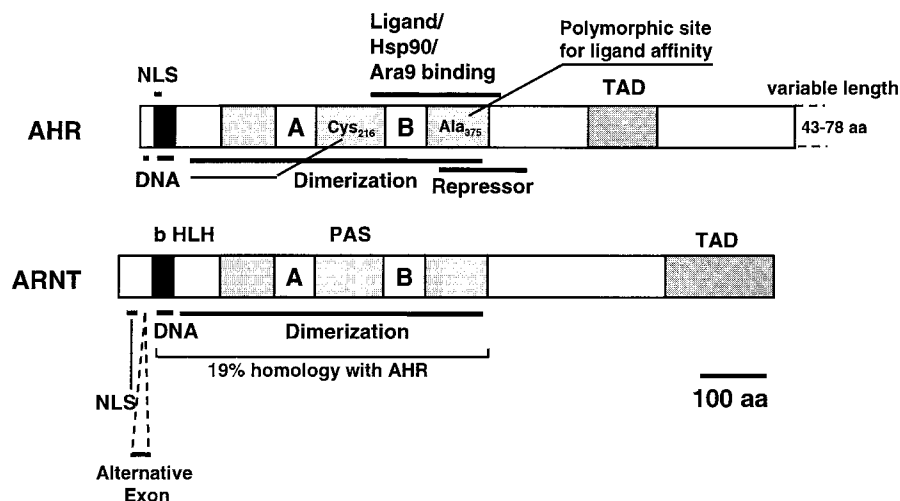 Ligand/
Hsp90/
Ara9 binding
Polymorphic site
for ligand affinity
NLS
TAD
variable length
AHR
A
Cys216
B
Ala375
43-78 aa
DNA
Dimerization
Repressor
b HLH
PAS
TAD
ARNT
A
B
DNA
Dimerization
19% homology with AHR
NLS
100 aa
Alternative
Exon